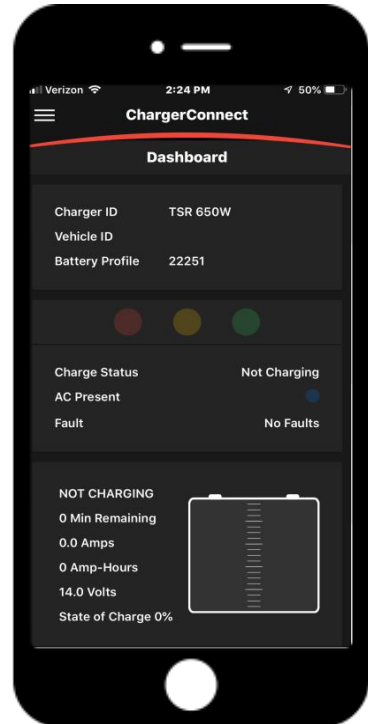 Verizon 2:24 PM 50%
ChargerConnect
Dashboard
Charger ID TSR 650W
Vehicle ID
Battery Profile 22251
Charge Status Not Charging
AC Present
Fault No Faults
NOT CHARGING
0 Min Remaining
0.0 Amps
0 Amp-Hours
14.0 Volts
State of Charge 0%